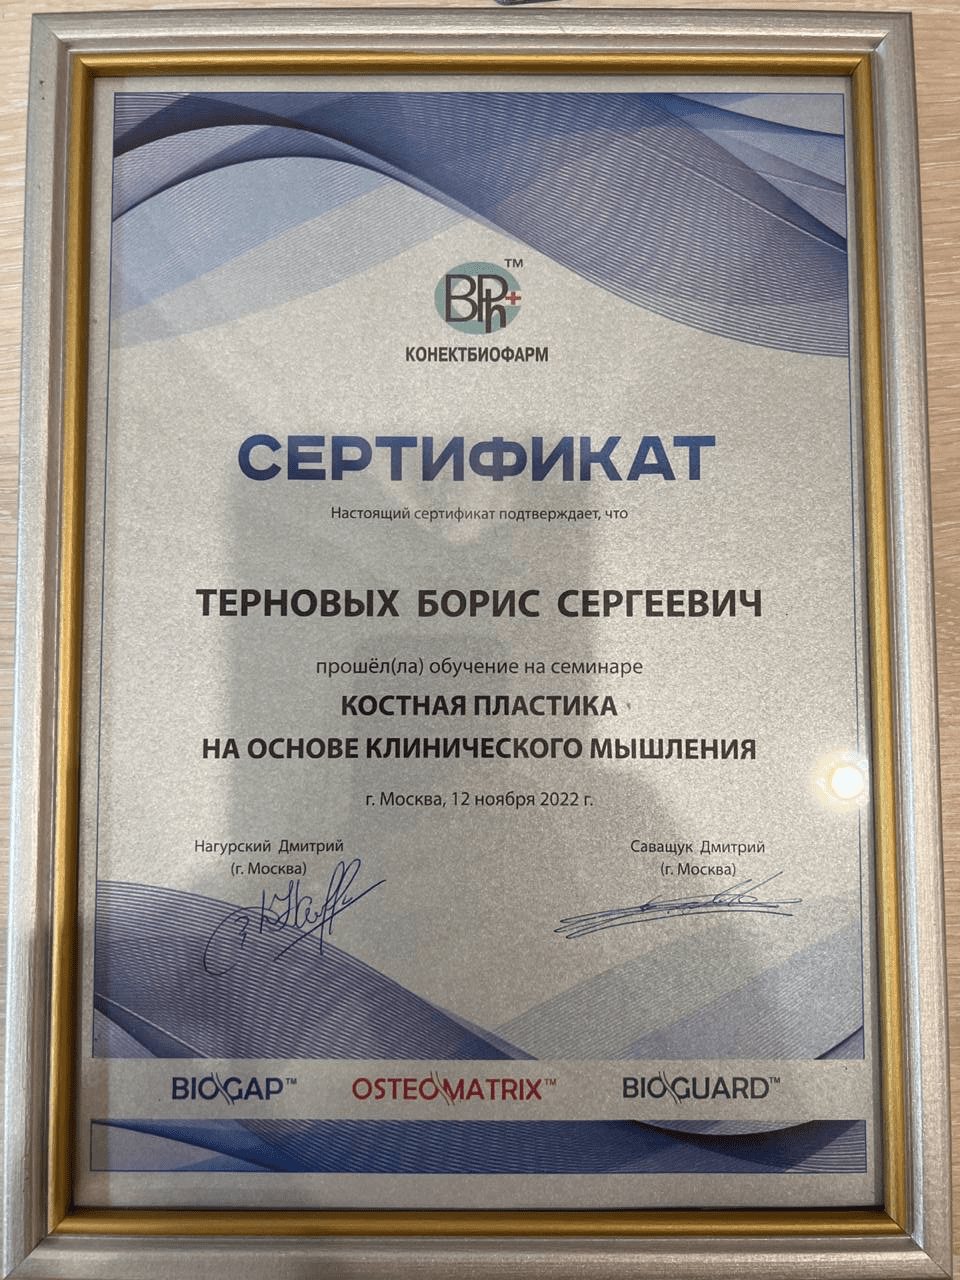 BPh+ ™
КОНЕКТБИОФАРМ
СЕРТИФИКАТ
Настоящий сертификат подтверждает, что
ТЕРНОВЫХ БОРИС СЕРГЕЕВИЧ
прошёл(ла) обучение на семинаре
КОСТНАЯ ПЛАСТИКА
НА ОСНОВЕ КЛИНИЧЕСКОГО МЫШЛЕНИЯ
г. Москва, 12 ноября 2022 г.
Нагурский Дмитрий
(г. Москва)
Саващук Дмитрий
(г. Москва)
BIOGAP™ OSTEOMATRIX™ BIOGUARD™